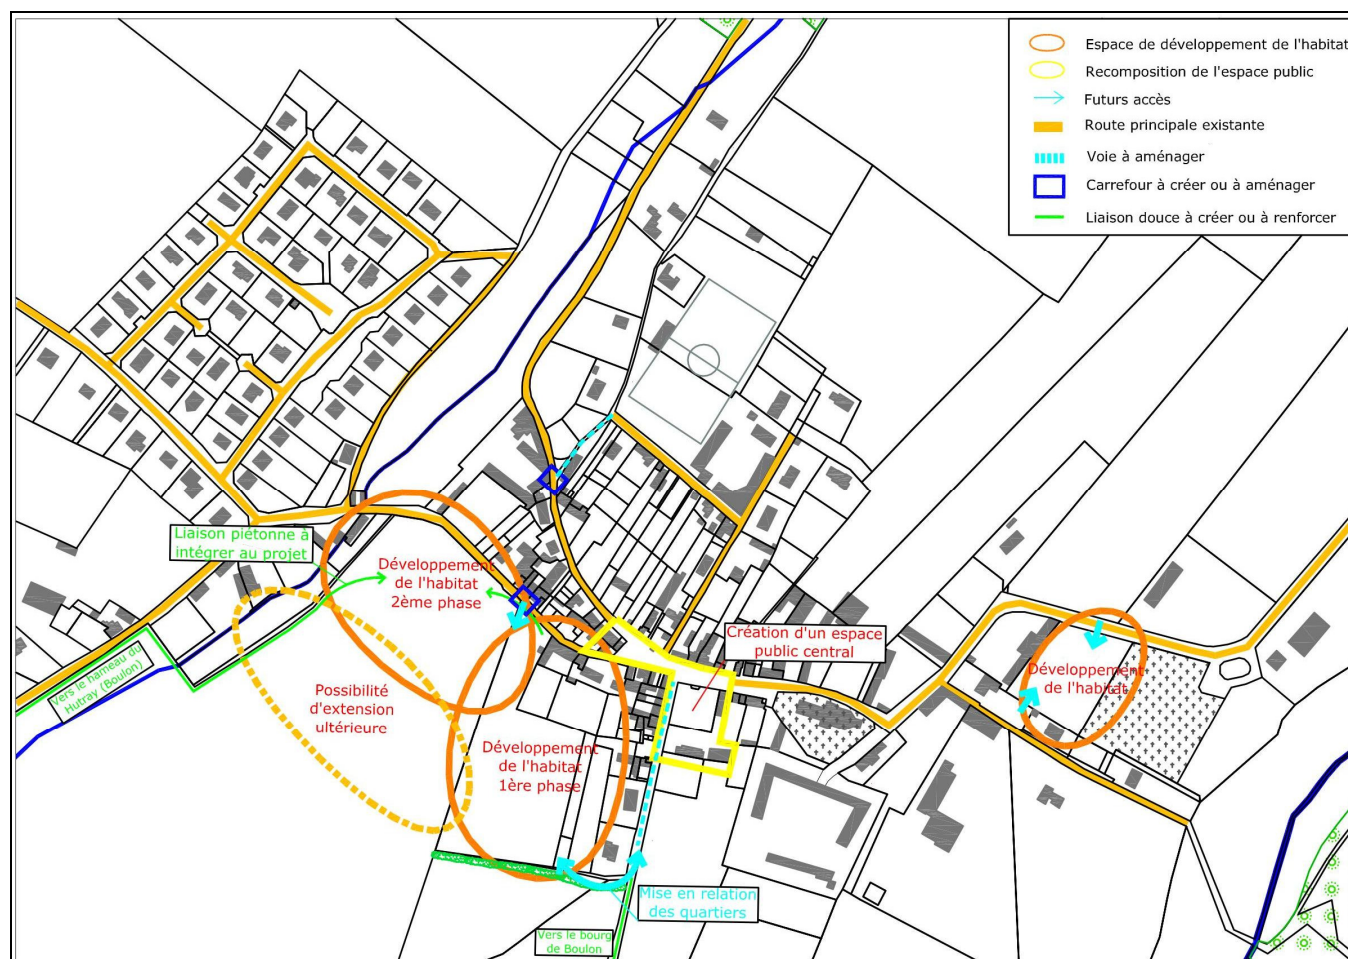 Espace de développement de l'habitat
Recomposition de l'espace public
Futurs accès
Route principale existante
Voie à aménager
Carrefour à créer ou à aménager
Liaison douce à créer ou à renforcer
Liaison piétonne à
intégrer au projet
Développement
de l'habitat
2ème phase
Création d'un espace
public central
Vers le hameau du
Hutray (Boulon)
Possibilité
d'extension
ultérieure
Développement
de l'habitat
1ère phase
Développement
de l'habitat
Mise en relation
des quartiers
Vers le bourg
de Boulon